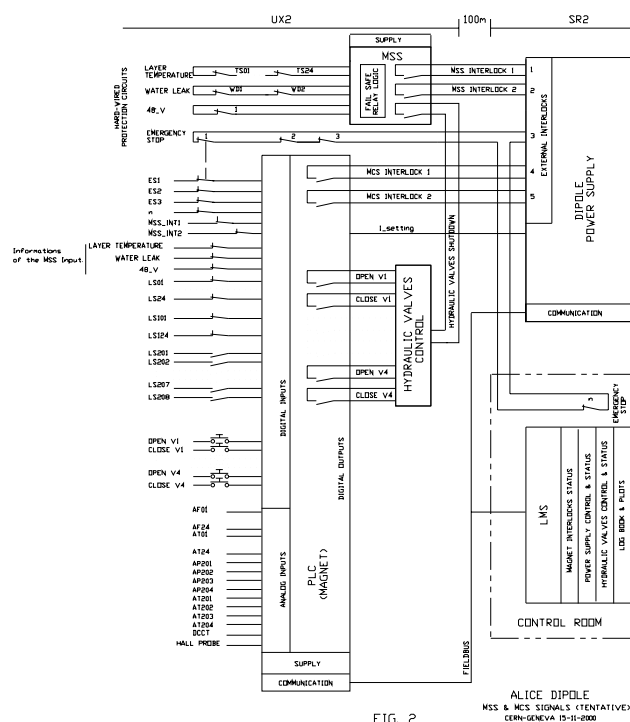 UX2
100m
SR2
SUPPLY
MSS
FAIL SAFE
RELAY LOGIC
HARD-WIRED
PROTECTION CIRCUITS
LAYER
TEMPERATURE
TS01
TS24
WATER LEAK
WD1
WD2
48_V
1
EMERGENCY
STOP
1
2
3
MSS INTERLOCK 1
MSS INTERLOCK 2
1
2
3
4
5
EXTERNAL INTERLOCKS
DIPOLE
POWER SUPPLY
COMMUNICATION
MCS INTERLOCK 1
MCS INTERLOCK 2
I_setting
HYDRAULIC VALVES SHUTDOWN
ES1
ES2
ES3
n
MSS_INT1
MSS_INT2
Informations
of the MSS Input
LAYER TEMPERATURE
WATER LEAK
48_V
LS01
LS24
LS101
LS124
LS201
LS202
LS207
LS208
OPEN V1
CLOSE V1
OPEN V4
CLOSE V4
AF01
AF24
AT01
AT24
AP201
AP202
AP203
AP204
AT201
AT202
AT203
AT204
DCCT
HALL PROBE
DIGITAL INPUTS
ANALOG INPUTS
DIGITAL OUTPUTS
PLC
(MAGNET)
SUPPLY
COMMUNICATION
OPEN V1
CLOSE V1
OPEN V4
CLOSE V4
HYDRAULIC VALVES
CONTROL
FIELDBUS
3
EMERGENCY
STOP
LMS
MAGNET INTERLOCKS STATUS
POWER SUPPLY CONTROL & STATUS
HYDRAULIC VALVES CONTROL & STATUS
LOG BOOK & PLOTS
CONTROL ROOM
FIG. 2
ALICE DIPOLE
MSS & MCS SIGNALS (TENTATIVE)
CERN-GENEVA 15-11-2000